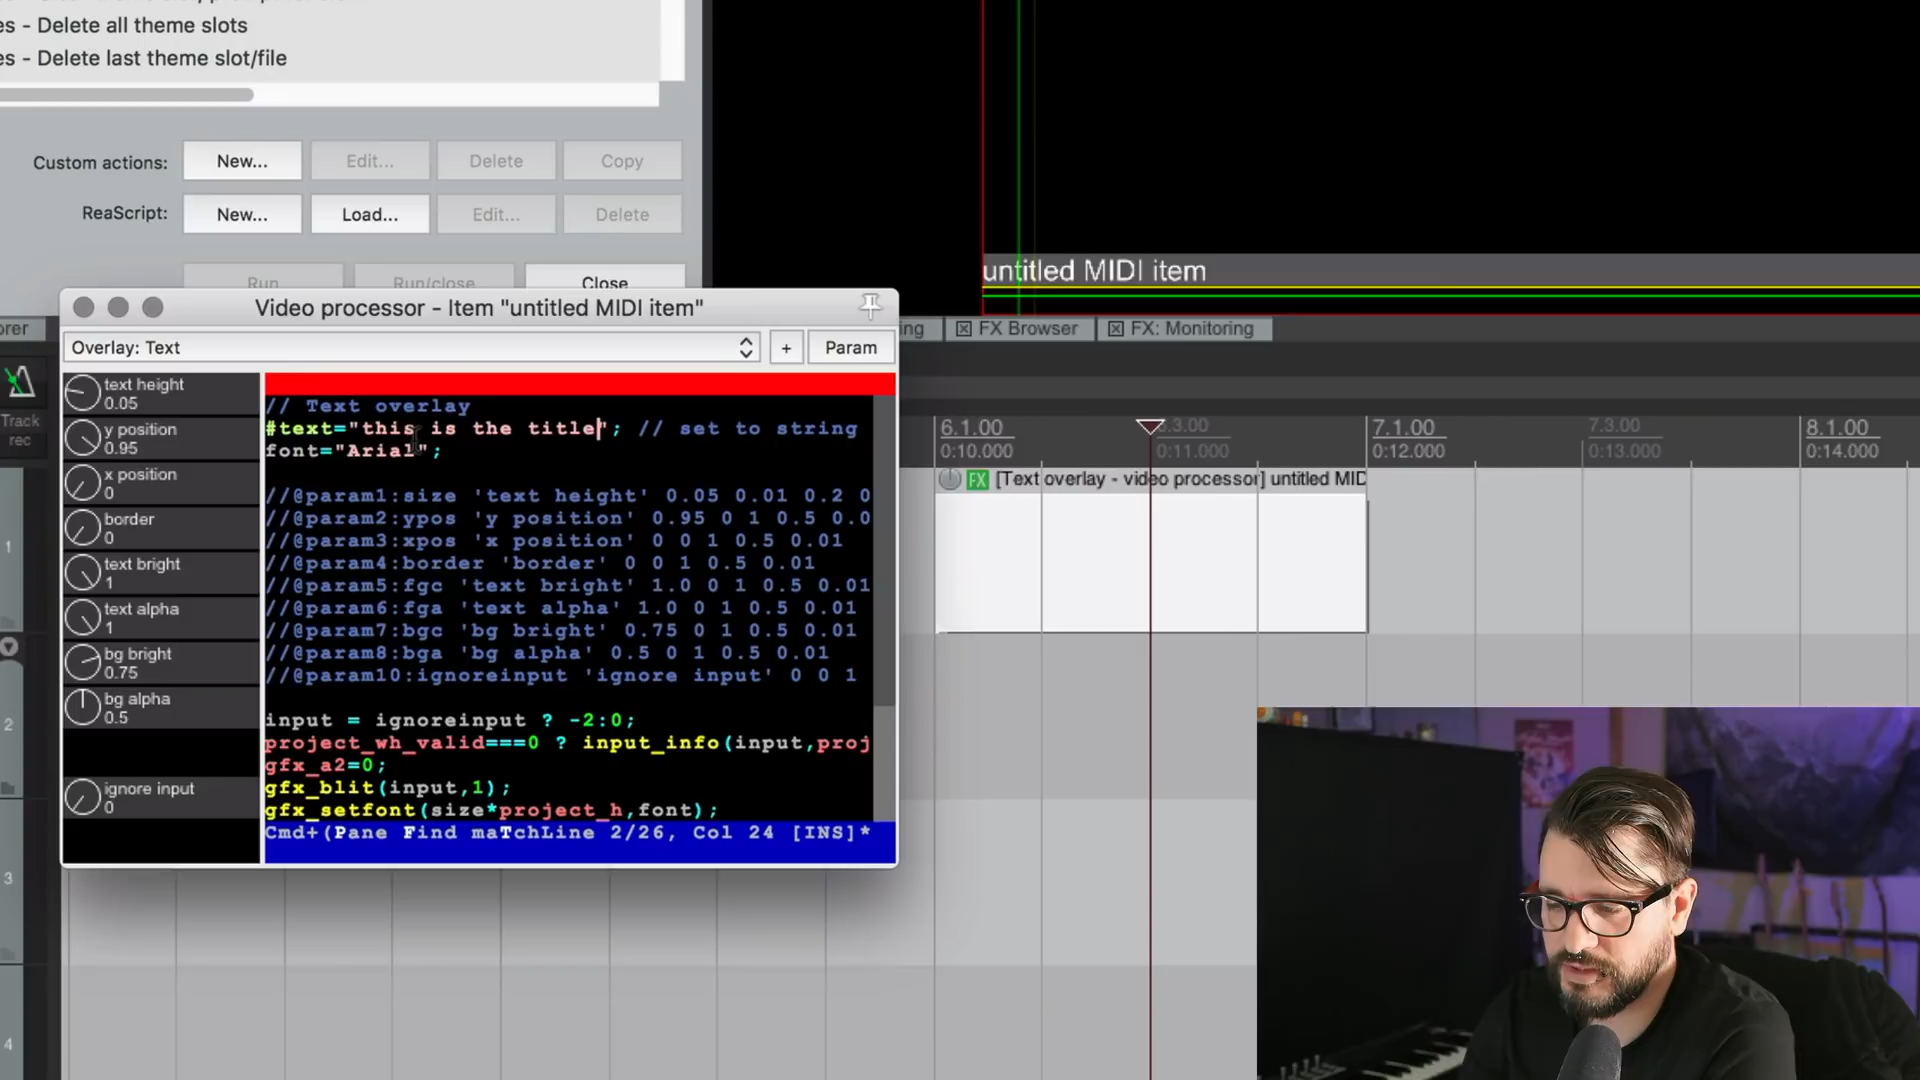 es - Delete all theme slots
es - Delete last theme slot/file
Custom actions:
New...
Edit...
Delete
Copy
ReaScript:
New...
Load...
Edit...
Delete
Run
Run/close
Close
untitled MIDI item
Video processor - Item "untitled MIDI item"
orer
ng
FX Browser
FX: Monitoring
Overlay: Text
+
Param
Track
rec
text height
0.05
y position
0.95
x position
0
border
0
text bright
1
text alpha
1
bg bright
0.75
bg alpha
0.5
ignore input
0
// Text overlay
#text="this is the title"; // set to string
font="Arial";
//@param1:size 'text height' 0.05 0.01 0.2 0
//@param2:ypos 'y position' 0.95 0 1 0.5 0.0
//@param3:xpos 'x position' 0 0 1 0.5 0.01
//@param4:border 'border' 0 0 1 0.5 0.01
//@param5:fgc 'text bright' 1.0 0 1 0.5 0.01
//@param6:fga 'text alpha' 1.0 0 1 0.5 0.01
//@param7:bgc 'bg bright' 0.75 0 1 0.5 0.01
//@param8:bga 'bg alpha' 0.5 0 1 0.5 0.01
//@param10:ignoreinput 'ignore input' 0 0 1
input = ignoreinput ? -2:0;
project_wh_valid===0 ? input_info(input,proj
gfx_a2=0;
gfx_blit(input,1);
gfx_setfont(size*project_h,font);
Cmd+(Pane Find maTchLine 2/26, Col 24 [INS]*
6.1.00
0:10.000
.3.00
0:11.000
7.1.00
0:12.000
7.3.00
0:13.000
8.1.00
0:14.000
FX
[Text overlay - video processor] untitled MID
1
2
3
4